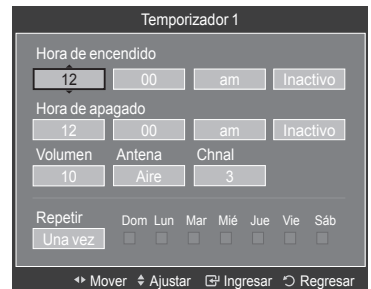 Temporizador 1
Hora de encendido
12 00 am Inactivo
Hora de apagado
12 00 am Inactivo
Volumen Antena Chnal
10 Aire 3
Repetir Dom Lun Mar Mié Jue Vie Sáb
Una vez
Mover Ajustar Ingresar Regresar